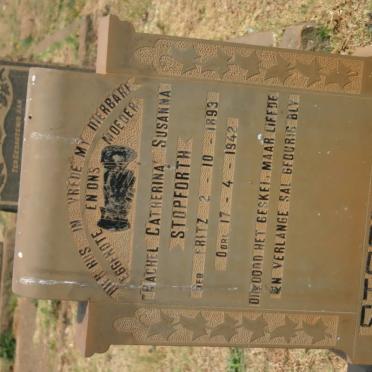 HIER RUS IN VREDE MY DIERBARE
EGGENOTE EN ONS MOEDER
RACHEL CATHERINA SUSANNA
STOPFORTH
GEB FRITZ 2 - 10 - 1893
OORL 17 - 4 - 1942
DIE DOOD HET GESKEI, MAAR LIEFDE
EN VERLANGE SAL GEDURIG BLY